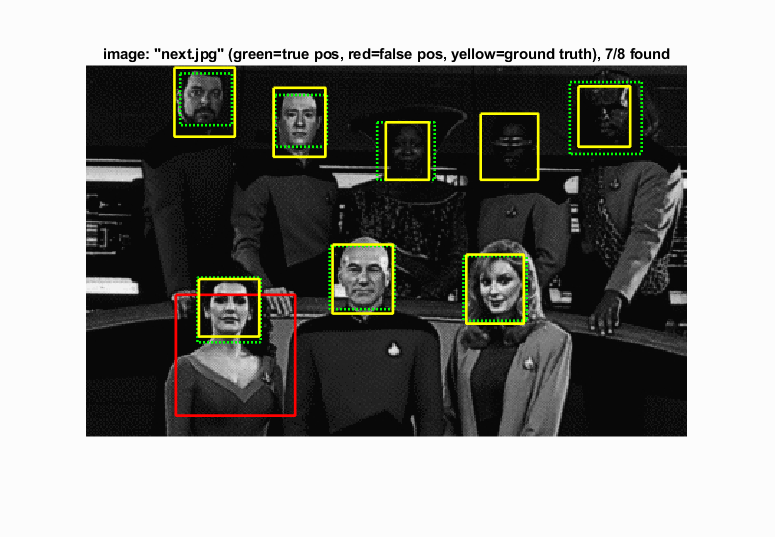 image: "next.jpg" (green=true pos, red=false pos, yellow=ground truth), 7/8 found